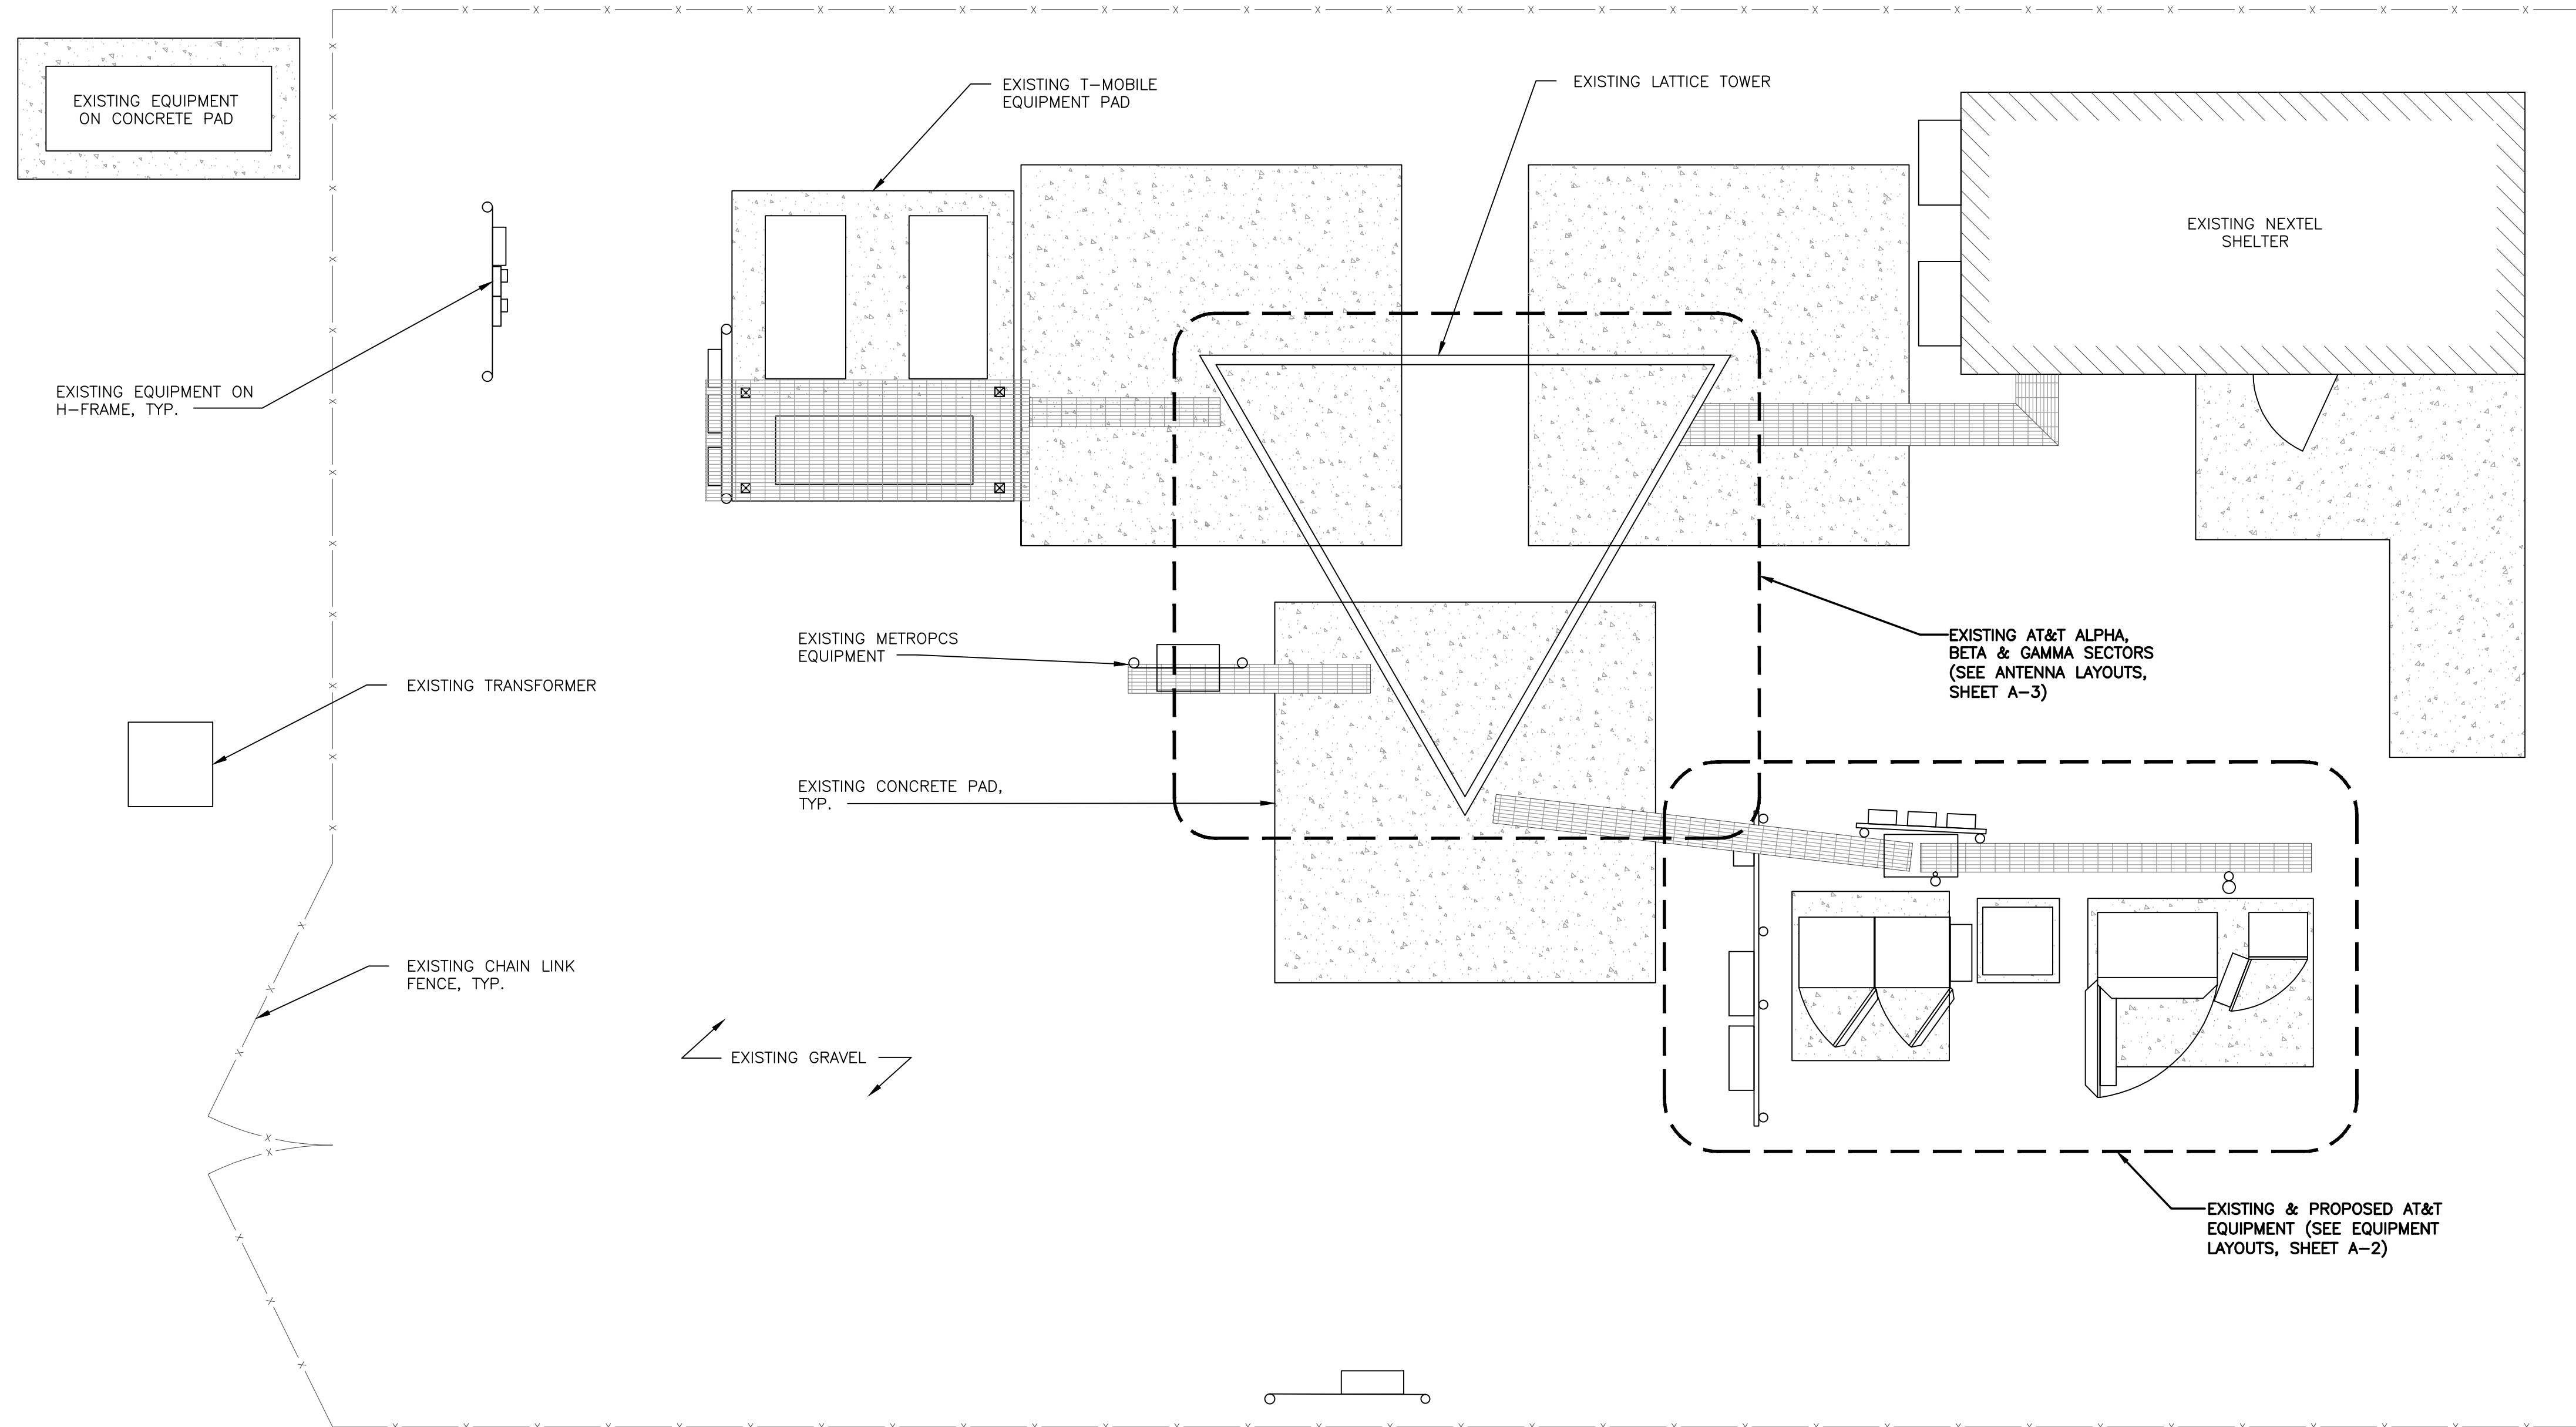 EXISTING EQUIPMENT
ON CONCRETE PAD
EXISTING T-MOBILE
EQUIPMENT PAD
EXISTING LATTICE TOWER
EXISTING NEXTEL
SHELTER
EXISTING EQUIPMENT ON
H-FRAME, TYP.
EXISTING METROPCS
EQUIPMENT
EXISTING AT&T ALPHA,
BETA & GAMMA SECTORS
(SEE ANTENNA LAYOUTS,
SHEET A-3)
EXISTING TRANSFORMER
EXISTING CONCRETE PAD,
TYP.
EXISTING CHAIN LINK
FENCE, TYP.
EXISTING GRAVEL
EXISTING & PROPOSED AT&T
EQUIPMENT (SEE EQUIPMENT
LAYOUTS, SHEET A-2)